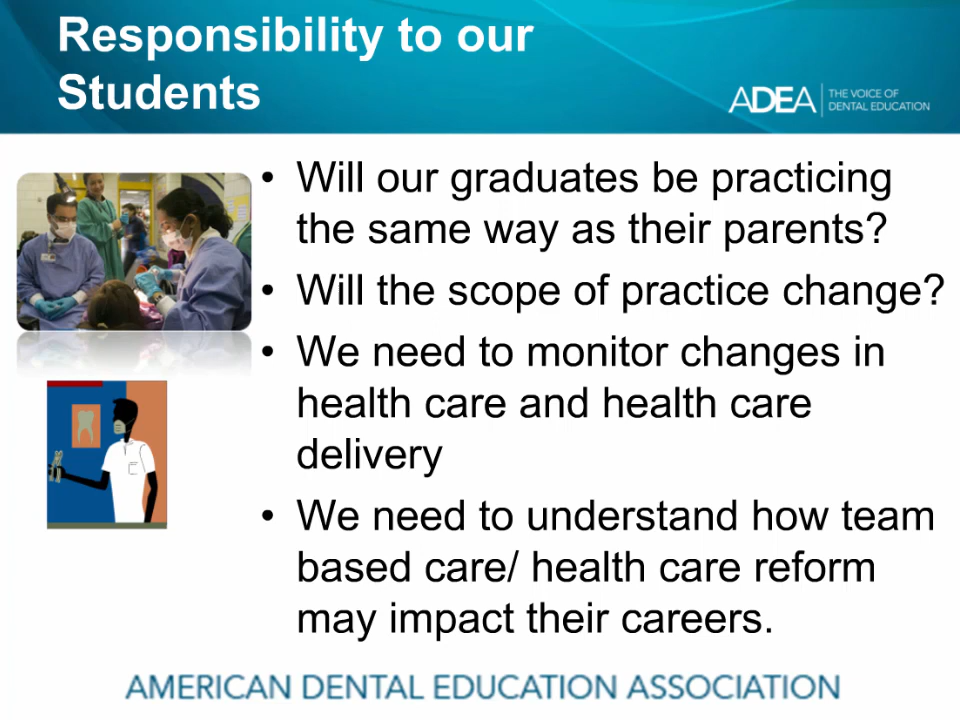 Responsibility to our
Students
ADEA
THE VOICE OF
DENTAL EDUCATION
• Will our graduates be practicing
the same way as their parents?
• Will the scope of practice change?
• We need to monitor changes in
health care and health care
delivery
• We need to understand how team
based care/ health care reform
may impact their careers.
AMERICAN DENTAL EDUCATION ASSOCIATION